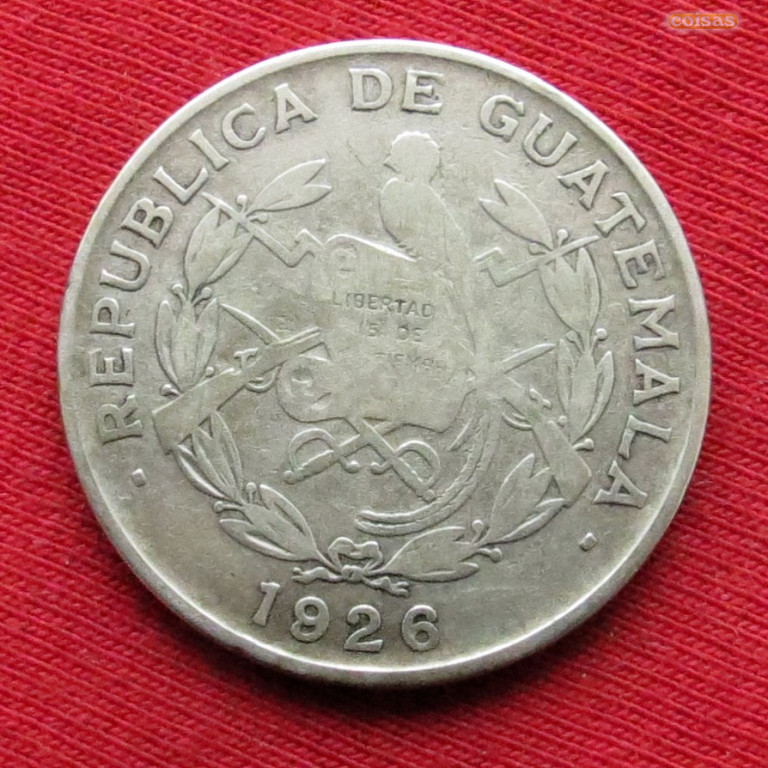 coisas
REPUBLICA DE GUATEMALA
LIBERTAD
15 DE
1926